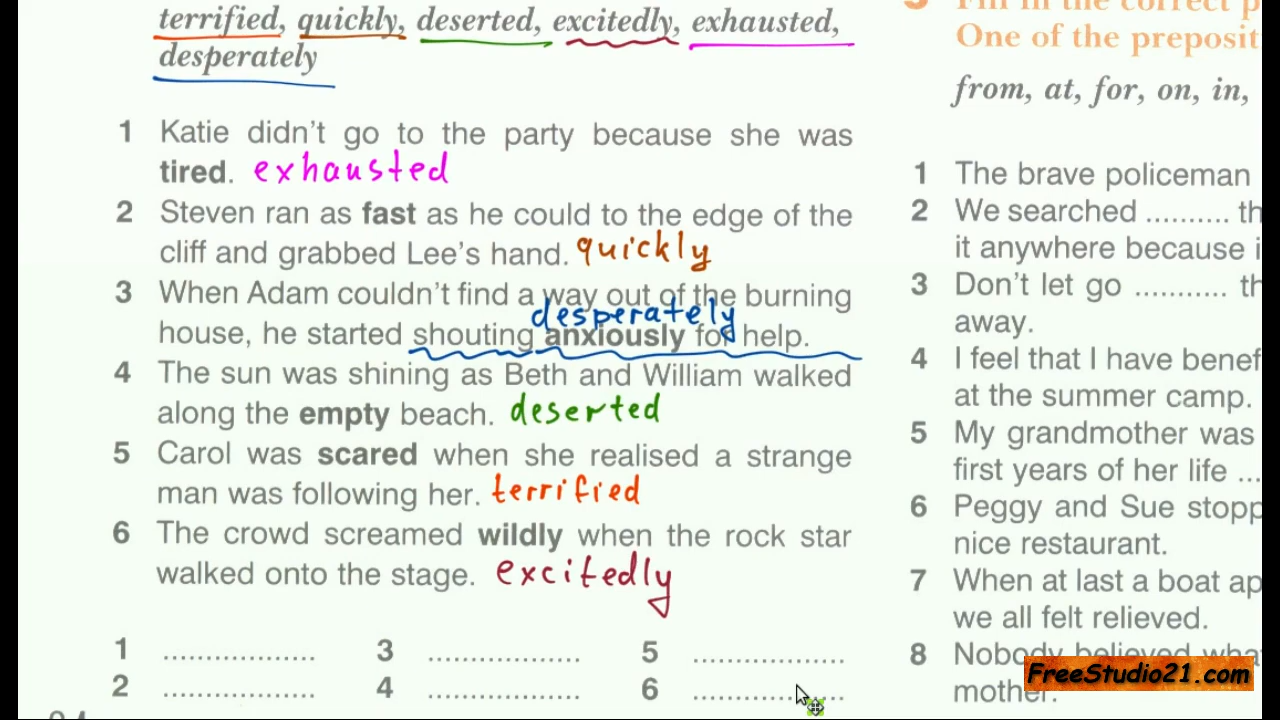 terrified, quickly, deserted, excitedly, exhausted,
desperately
1 Katie didn't go to the party because she was
tired. exhausted
2 Steven ran as fast as he could to the edge of the
cliff and grabbed Lee's hand. quickly
3 When Adam couldn't find a way out of the burning
desperately
house, he started shouting anxiously for help.
4 The sun was shining as Beth and William walked
along the empty beach. deserted
5 Carol was scared when she realised a strange
man was following her. terrified
6 The crowd screamed wildly when the rock star
walked onto the stage. excitedly
1 .................. 3 .................. 5 ..................
2 .................. 4 .................. 6 ..................
One of the preposit
from, at, for, on, in,
1 The brave policeman
2 We searched .......... th
it anywhere because i
3 Don't let go ........... th
away.
4 I feel that I have benef
at the summer camp.
5 My grandmother was
first years of her life ...
6 Peggy and Sue stopp
nice restaurant.
7 When at last a boat ap
we all felt relieved.
8 Nobody believed wha
mother.
FreeStudio21.com